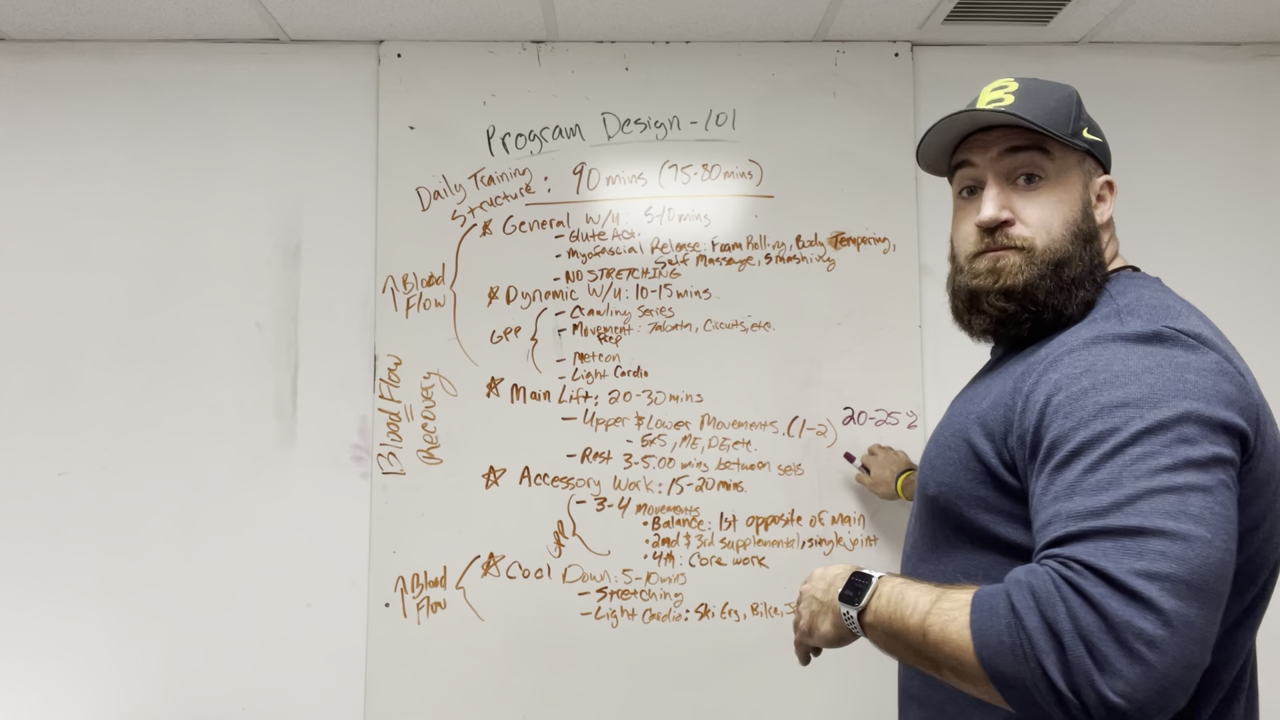 Program Design - 101
Daily Training Structure: 90 mins (75-80 mins)
☆ General W/U: 5-10 mins
- Glute Act.
- Myofascial Release: Foam Rolling, Body Tempering,
Self Massage, Smashing
- NO STRETCHING
↑ Blood Flow
☆ Dynamic W/U: 10-15 mins
GPP
- Crawling Series
- Movement Prep: Tabata, Circuits, etc.
- Metcon
- Light Cardio
Blood Flow = Recovery
☆ Main Lift: 20-30 mins
- Upper & Lower Movements. (1-2) 20-25%
- 5x5, ME, DE, etc.
- Rest 3-5:00 mins between sets
☆ Accessory Work: 15-20 mins.
GPP
- 3-4 movements
• Balance: 1st opposite of main
• 2nd & 3rd supplemental, single joint
• 4th: Core work
↑ Blood Flow
☆ Cool Down: 5-10 mins
- Stretching
- Light Cardio: Ski Erg, Bike,